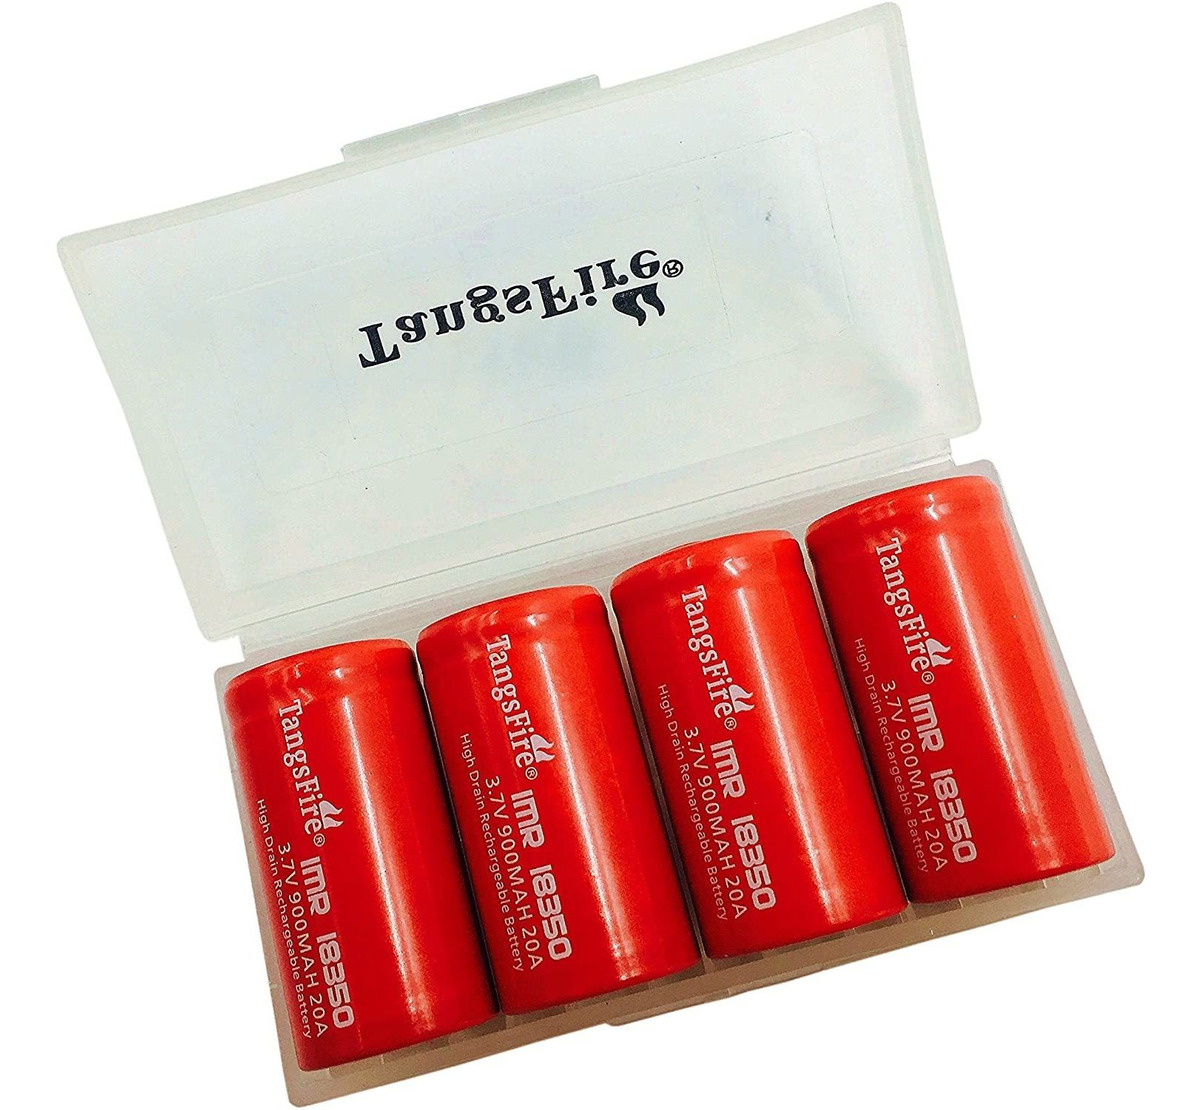 TangsFire®
TangsFire® IMR 18350
3.7V 900MAH 20A
High Drain Rechargeable Battery
TangsFire® IMR 18350
3.7V 900MAH 20A
High Drain Rechargeable Battery
TangsFire® IMR 18350
3.7V 900MAH 20A
High Drain Rechargeable Battery
TangsFire® IMR 18350
3.7V 900MAH 20A
High Drain Rechargeable Battery